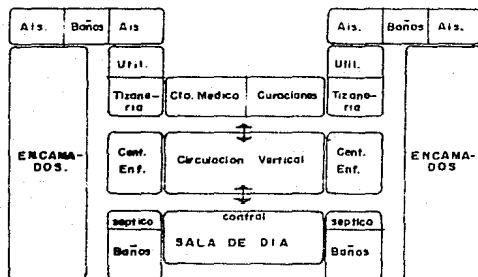 Ais. Baños Ais Ais. Baños Ais.
Util. Util.
Tizane-
ria
Cto. Medico Curaciones
Tizane-
ria
ENCAMA-
DOS.
Cent.
Enf.
Circulacion Vertical
Cent.
Enf.
ENCAMA-
DOS
septico
Baños
control
SALA DE DIA
septico
Baños